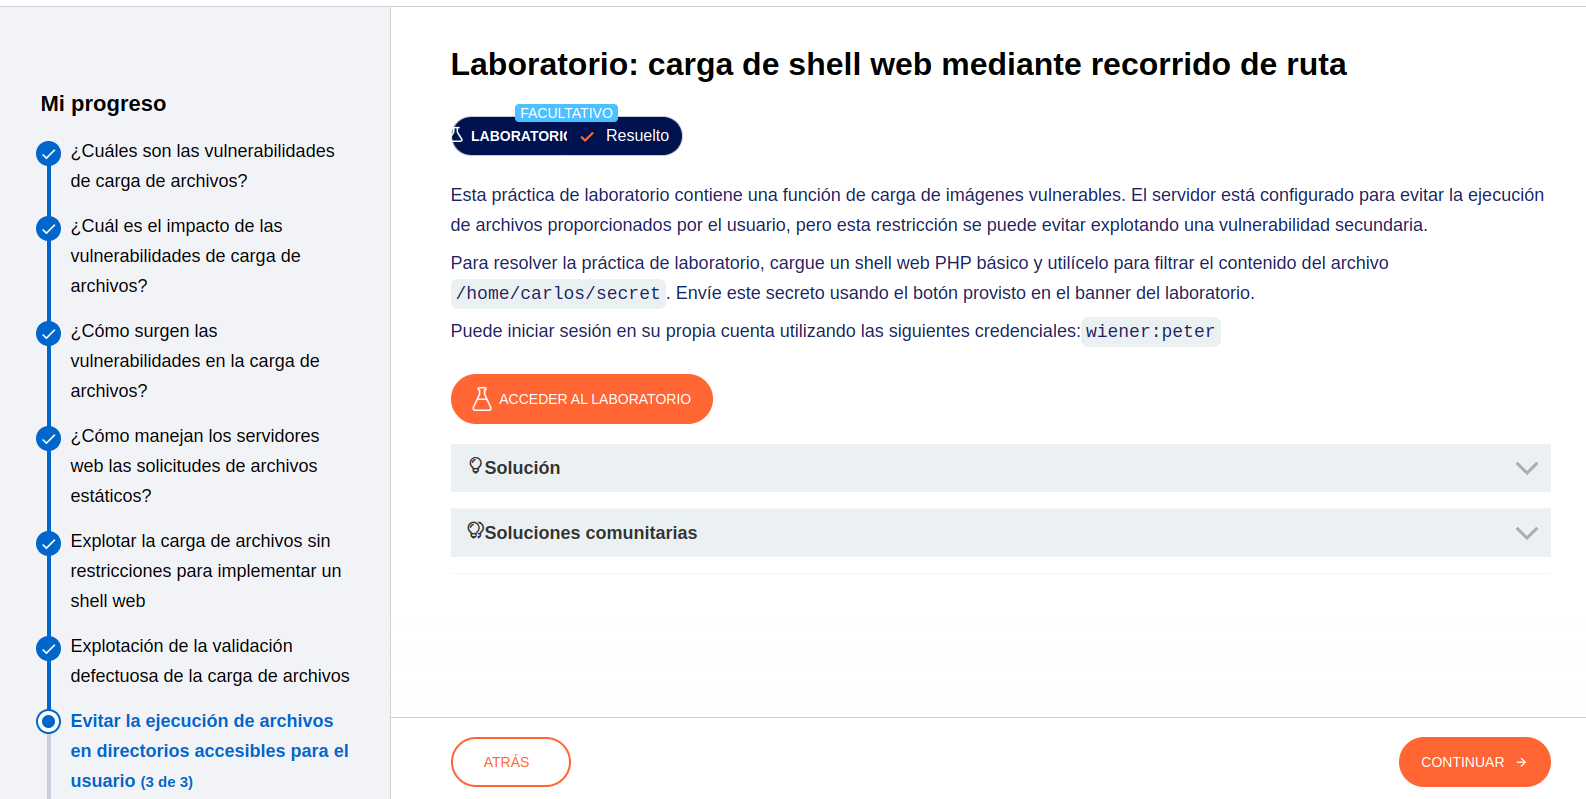 Mi progreso
¿Cuáles son las vulnerabilidades
de carga de archivos?
¿Cuál es el impacto de las
vulnerabilidades de carga de
archivos?
¿Cómo surgen las
vulnerabilidades en la carga de
archivos?
¿Cómo manejan los servidores
web las solicitudes de archivos
estáticos?
Explotar la carga de archivos sin
restricciones para implementar un
shell web
Explotación de la validación
defectuosa de la carga de archivos
Evitar la ejecución de archivos
en directorios accesibles para el
usuario (3 de 3)
Laboratorio: carga de shell web mediante recorrido de ruta
FACULTATIVO
LABORATORIO Resuelto
Esta práctica de laboratorio contiene una función de carga de imágenes vulnerables. El servidor está configurado para evitar la ejecución
de archivos proporcionados por el usuario, pero esta restricción se puede evitar explotando una vulnerabilidad secundaria.
Para resolver la práctica de laboratorio, cargue un shell web PHP básico y utilícelo para filtrar el contenido del archivo
/home/carlos/secret. Envíe este secreto usando el botón provisto en el banner del laboratorio.
Puede iniciar sesión en su propia cuenta utilizando las siguientes credenciales: wiener:peter
ACCEDER AL LABORATORIO
Solución
Soluciones comunitarias
ATRÁS
CONTINUAR →